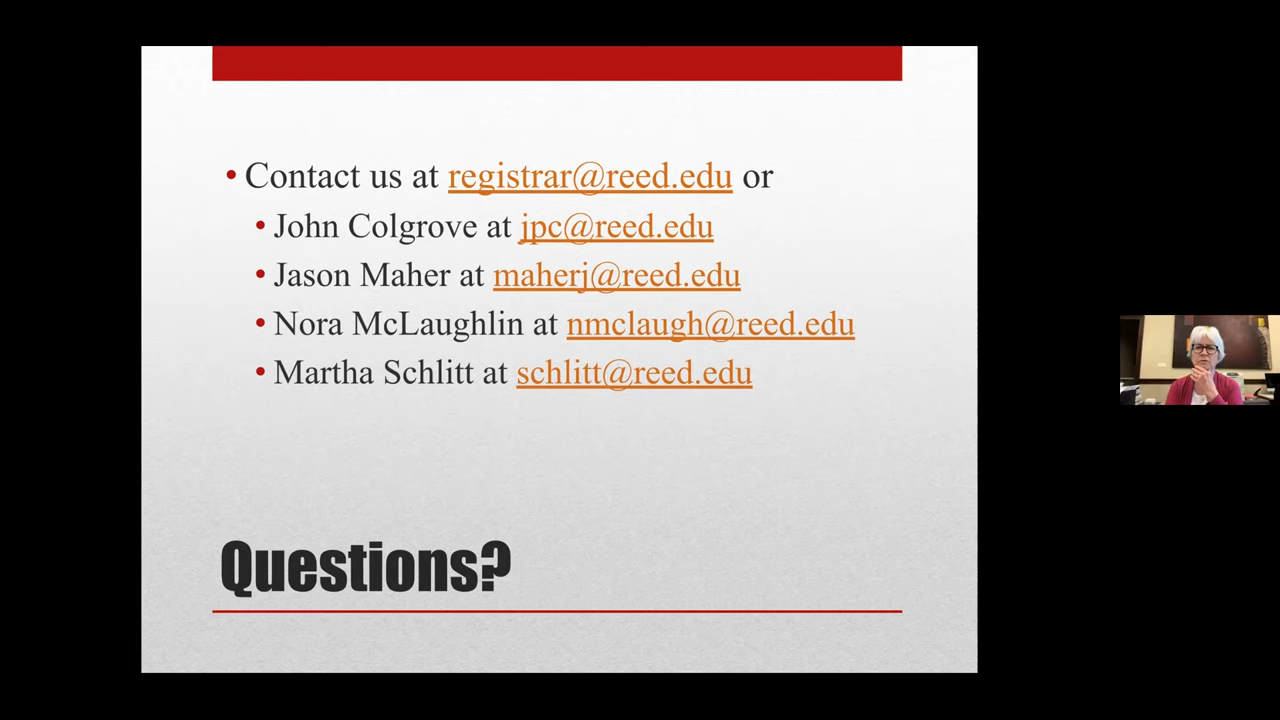 • Contact us at registrar@reed.edu or
• John Colgrove at jpc@reed.edu
• Jason Maher at maherj@reed.edu
• Nora McLaughlin at nmclaugh@reed.edu
• Martha Schlitt at schlitt@reed.edu
Questions?